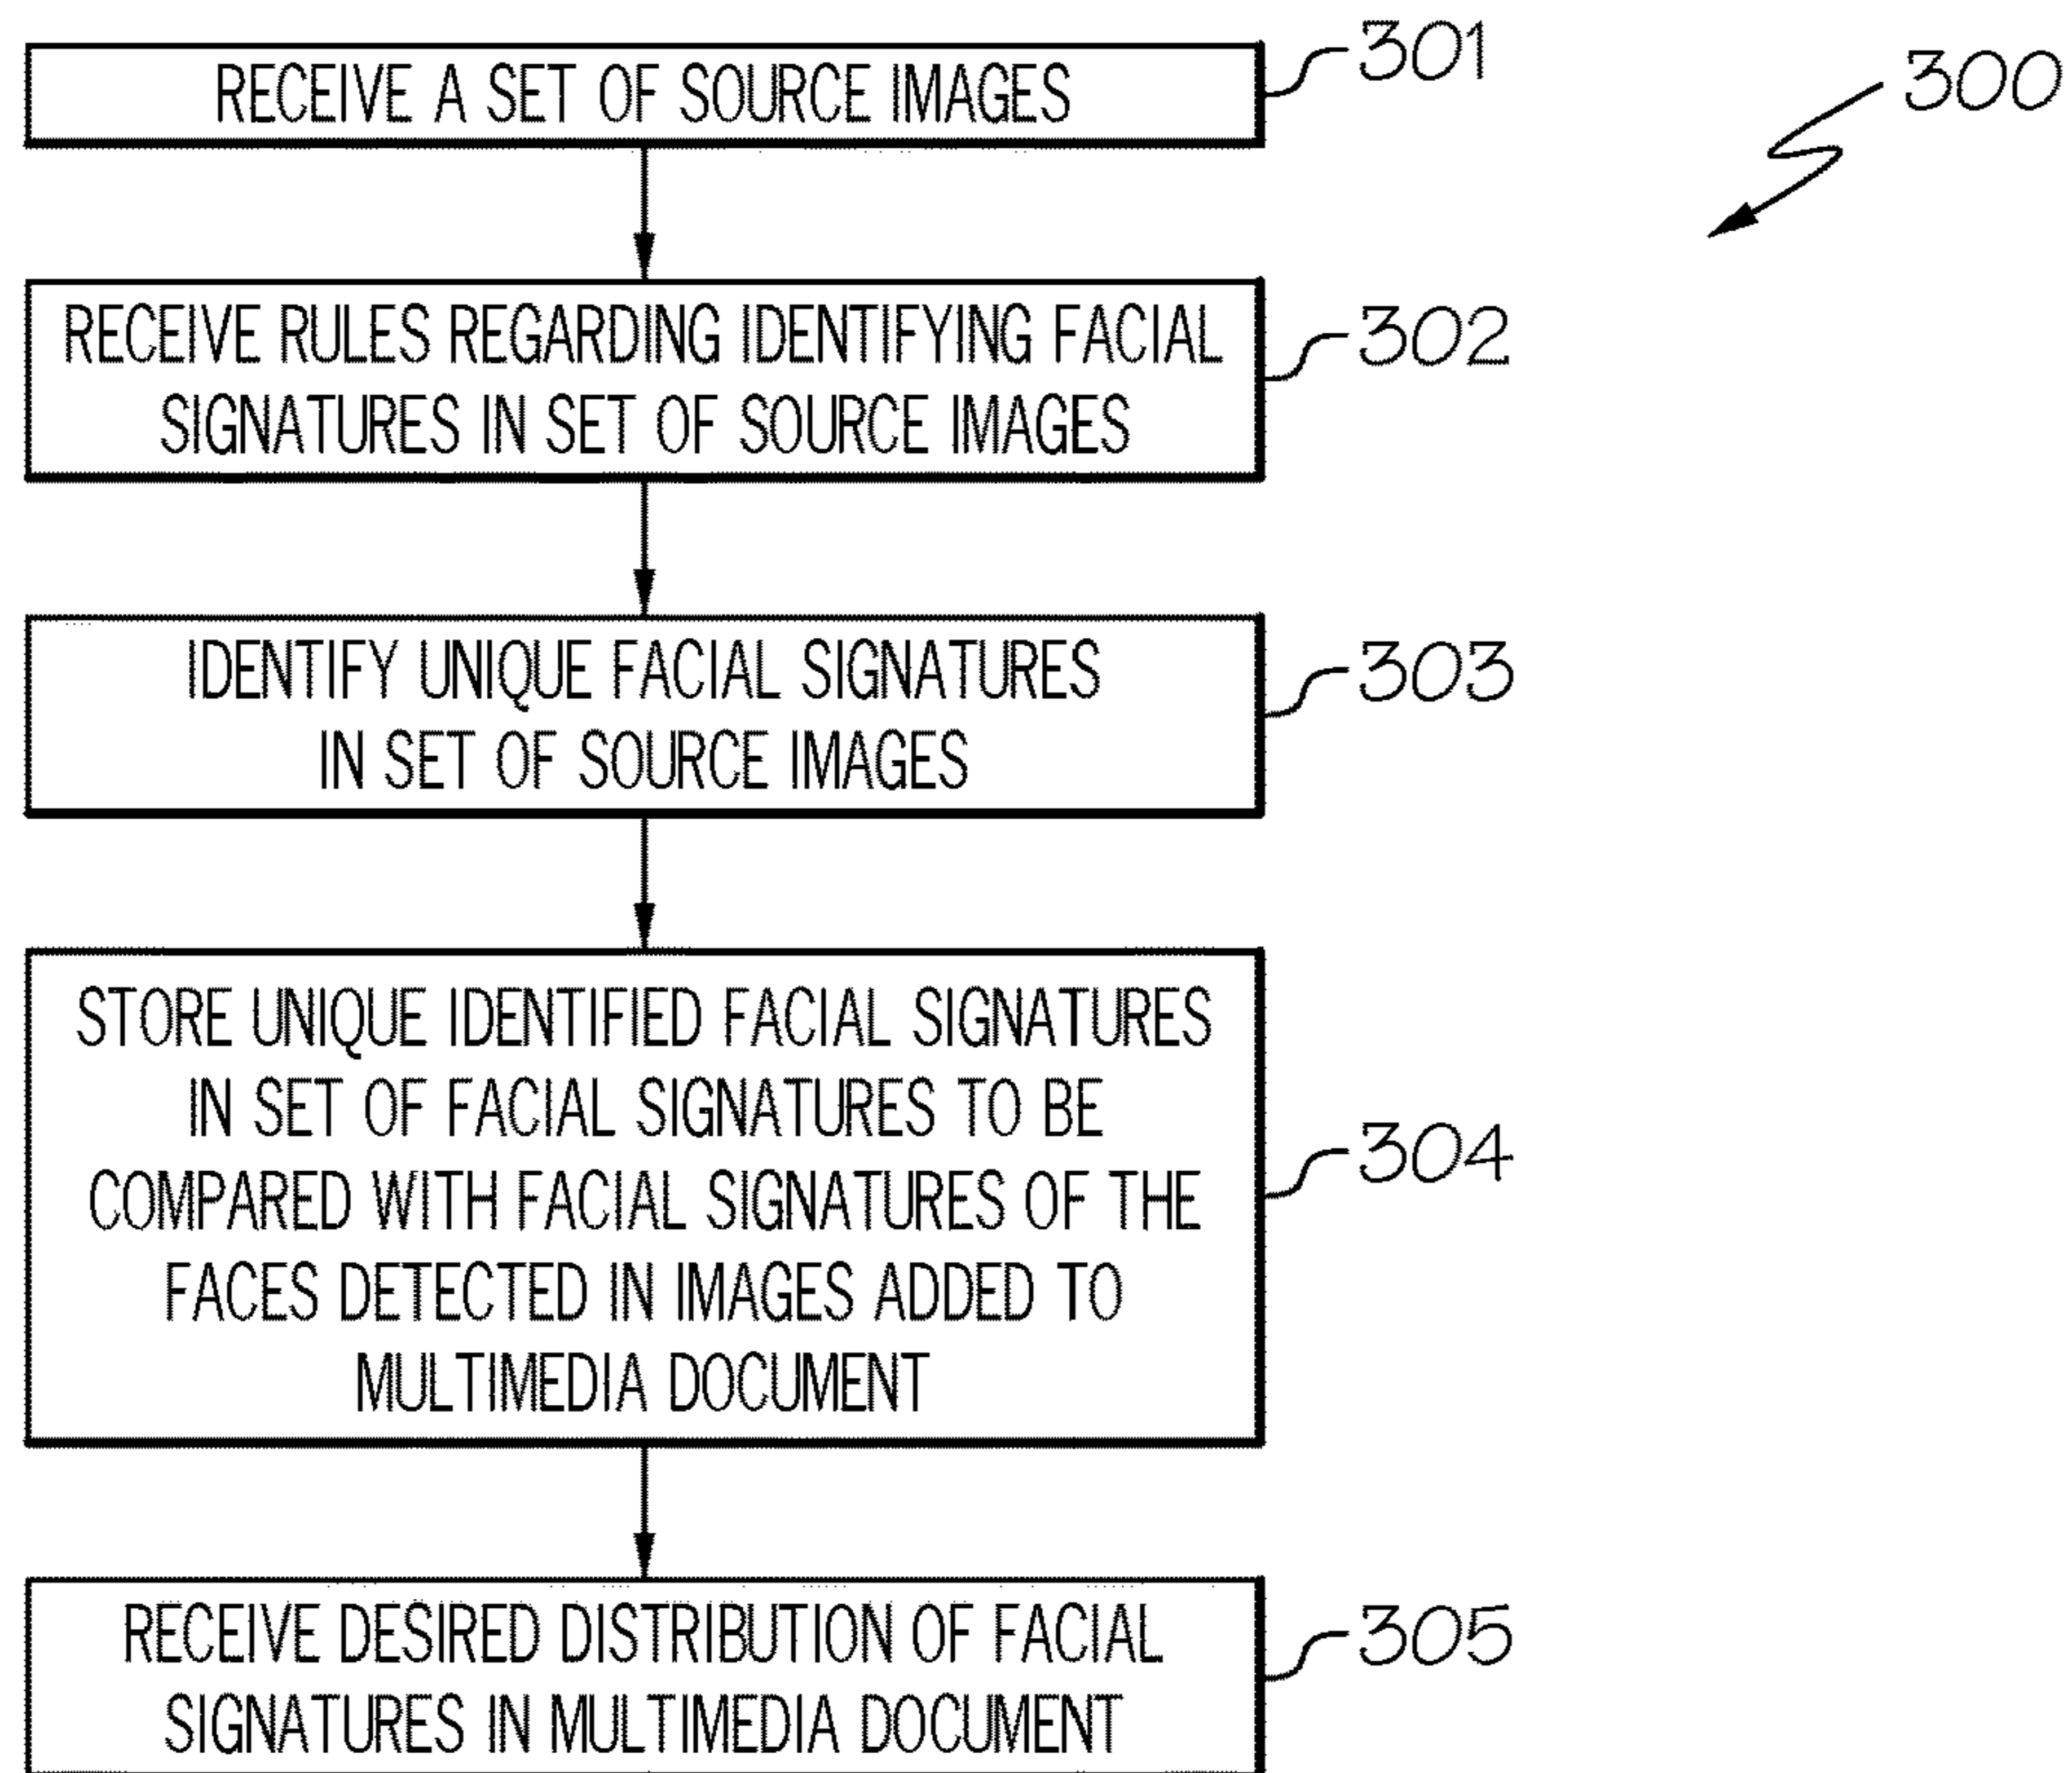 RECEIVE A SET OF SOURCE IMAGES
301
300
RECEIVE RULES REGARDING IDENTIFYING FACIAL
SIGNATURES IN SET OF SOURCE IMAGES
302
IDENTIFY UNIQUE FACIAL SIGNATURES
IN SET OF SOURCE IMAGES
303
STORE UNIQUE IDENTIFIED FACIAL SIGNATURES
IN SET OF FACIAL SIGNATURES TO BE
COMPARED WITH FACIAL SIGNATURES OF THE
FACES DETECTED IN IMAGES ADDED TO
MULTIMEDIA DOCUMENT
304
RECEIVE DESIRED DISTRIBUTION OF FACIAL
SIGNATURES IN MULTIMEDIA DOCUMENT
305